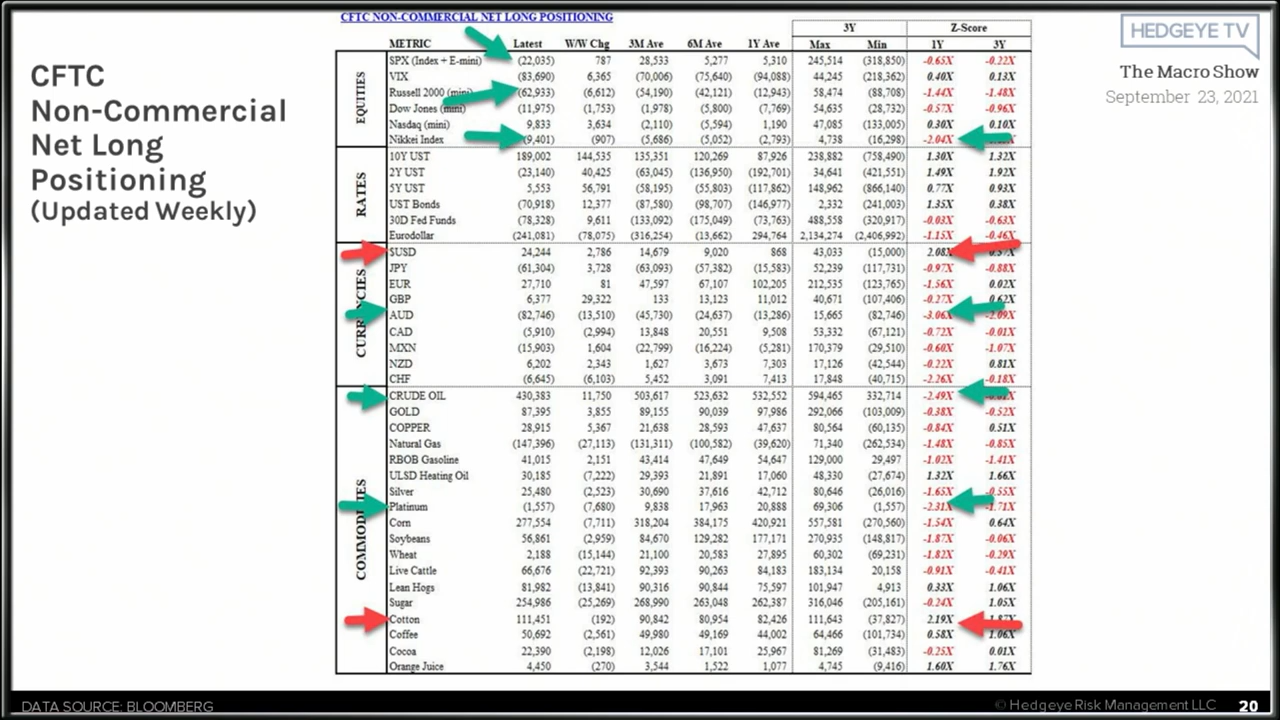 CFTC NON-COMMERCIAL NET LONG POSITIONING
HEDGEYE TV
The Macro Show
September 23, 2021
CFTC
Non-Commercial
Net Long
Positioning
(Updated Weekly)
3Y Z-Score
METRIC Latest W/W Chg 3M Ave 6M Ave 1Y Ave Max Min 1Y 3Y
EQUITIES
SPX (Index + E-mini) (22,035) 787 28,533 5,277 5,310 245,514 (318,850) -0.65X -0.22X
VIX (83,690) 6,365 (70,006) (75,640) (94,088) 44,245 (218,362) 0.40X 0.13X
Russell 2000 (mini) (62,933) (6,612) (54,190) (42,121) (12,943) 58,474 (88,708) -1.44X -1.48X
Dow Jones (mini) (11,975) (1,753) (1,978) (5,800) (7,769) 54,635 (28,737) -0.57X -0.96X
Nasdaq (mini) 9,833 3,634 (2,110) (5,594) 1,190 47,085 (133,005) 0.30X 0.10X
Nikkei Index (9,401) (907) (5,686) (5,052) (2,793) 4,738 (16,298) -2.04X
RATES
10Y UST 189,002 144,535 135,351 120,269 87,926 238,882 (758,490) 1.30X 1.32X
2Y UST (23,140) 40,425 (63,045) (136,950) (192,701) 34,641 (421,551) 1.49X 1.92X
5Y UST 5,553 56,791 (58,195) (55,803) (117,862) 148,962 (866,140) 0.77X 0.93X
UST Bonds (70,918) 12,377 (87,580) (98,707) (146,977) 2,332 (241,003) 1.35X 0.38X
30D Fed Funds (78,328) 9,611 (133,092) (175,049) (73,763) 488,558 (320,917) -0.03X -0.63X
Eurodollar (241,081) (78,075) (316,254) (13,662) 294,764 2,134,274 (2,406,992) -1.15X -0.46X
CURRENCIES
$USD 24,244 2,786 14,679 9,020 868 43,033 (15,000) 2.08X
JPY (61,304) 3,728 (63,093) (57,382) (15,583) 52,239 (117,731) -0.97X -0.88X
EUR 27,710 81 47,597 67,107 102,205 212,535 (123,765) -1.56X 0.02X
GBP 6,377 29,322 133 13,123 11,012 40,671 (107,406) -0.27X 0.62X
AUD (82,746) (13,510) (45,730) (24,637) (13,286) 15,665 (82,746) -3.06X -2.09X
CAD (5,910) (2,994) 13,848 20,551 9,508 53,332 (67,121) -0.72X -0.01X
MXN (15,903) 1,604 (22,799) (16,224) (5,281) 170,379 (29,510) -0.60X -1.07X
NZD 6,202 2,343 1,627 3,673 7,303 17,126 (42,544) -0.22X 0.81X
CHF (6,645) (6,103) 5,452 3,091 7,413 17,848 (40,715) -2.26X -0.18X
COMMODITIES
CRUDE OIL 430,383 11,750 503,617 523,632 532,552 594,465 332,714 -2.49X
GOLD 87,395 3,855 89,155 90,039 97,986 292,066 (103,009) -0.38X -0.52X
COPPER 28,915 5,367 21,638 28,593 47,637 80,564 (60,135) -0.84X 0.51X
Natural Gas (147,396) (27,113) (131,311) (100,582) (39,620) 71,340 (262,534) -1.48X -0.85X
RBOB Gasoline 41,015 2,151 43,414 47,649 54,647 129,000 29,497 -1.02X -1.41X
ULSD Heating Oil 30,185 (7,222) 29,393 21,891 17,060 48,330 (27,674) 1.32X 1.66X
Silver 25,480 (2,523) 30,690 37,616 42,712 80,646 (26,016) -1.65X -0.55X
Platinum (1,557) (7,680) 9,838 17,963 20,888 69,306 (1,557) -2.31X -1.71X
Corn 277,554 (7,711) 318,204 384,175 420,921 557,581 (270,560) -1.54X 0.64X
Soybeans 56,861 (2,959) 84,670 129,282 177,171 270,935 (148,817) -1.87X -0.06X
Wheat 2,188 (15,144) 21,100 20,583 27,895 60,302 (69,231) -1.82X -0.29X
Live Cattle 66,676 (22,721) 92,393 90,263 84,183 183,134 20,158 -0.91X -0.41X
Lean Hogs 81,982 (13,841) 90,316 90,844 75,597 101,947 4,913 0.33X 1.06X
Sugar 254,986 (25,269) 268,990 263,048 262,387 316,046 (205,161) -0.24X 1.05X
Cotton 111,451 (192) 90,842 80,954 82,426 111,643 (37,827) 2.19X 1.87X
Coffee 50,692 (2,561) 49,980 49,169 44,002 64,466 (101,734) 0.58X 1.06X
Cocoa 22,390 (2,198) 12,026 17,101 25,967 81,269 (31,483) -0.25X 0.01X
Orange Juice 4,450 (270) 3,544 1,522 1,077 4,745 (9,416) 1.60X 1.76X
DATA SOURCE: BLOOMBERG
© Hedgeye Risk Management LLC 20